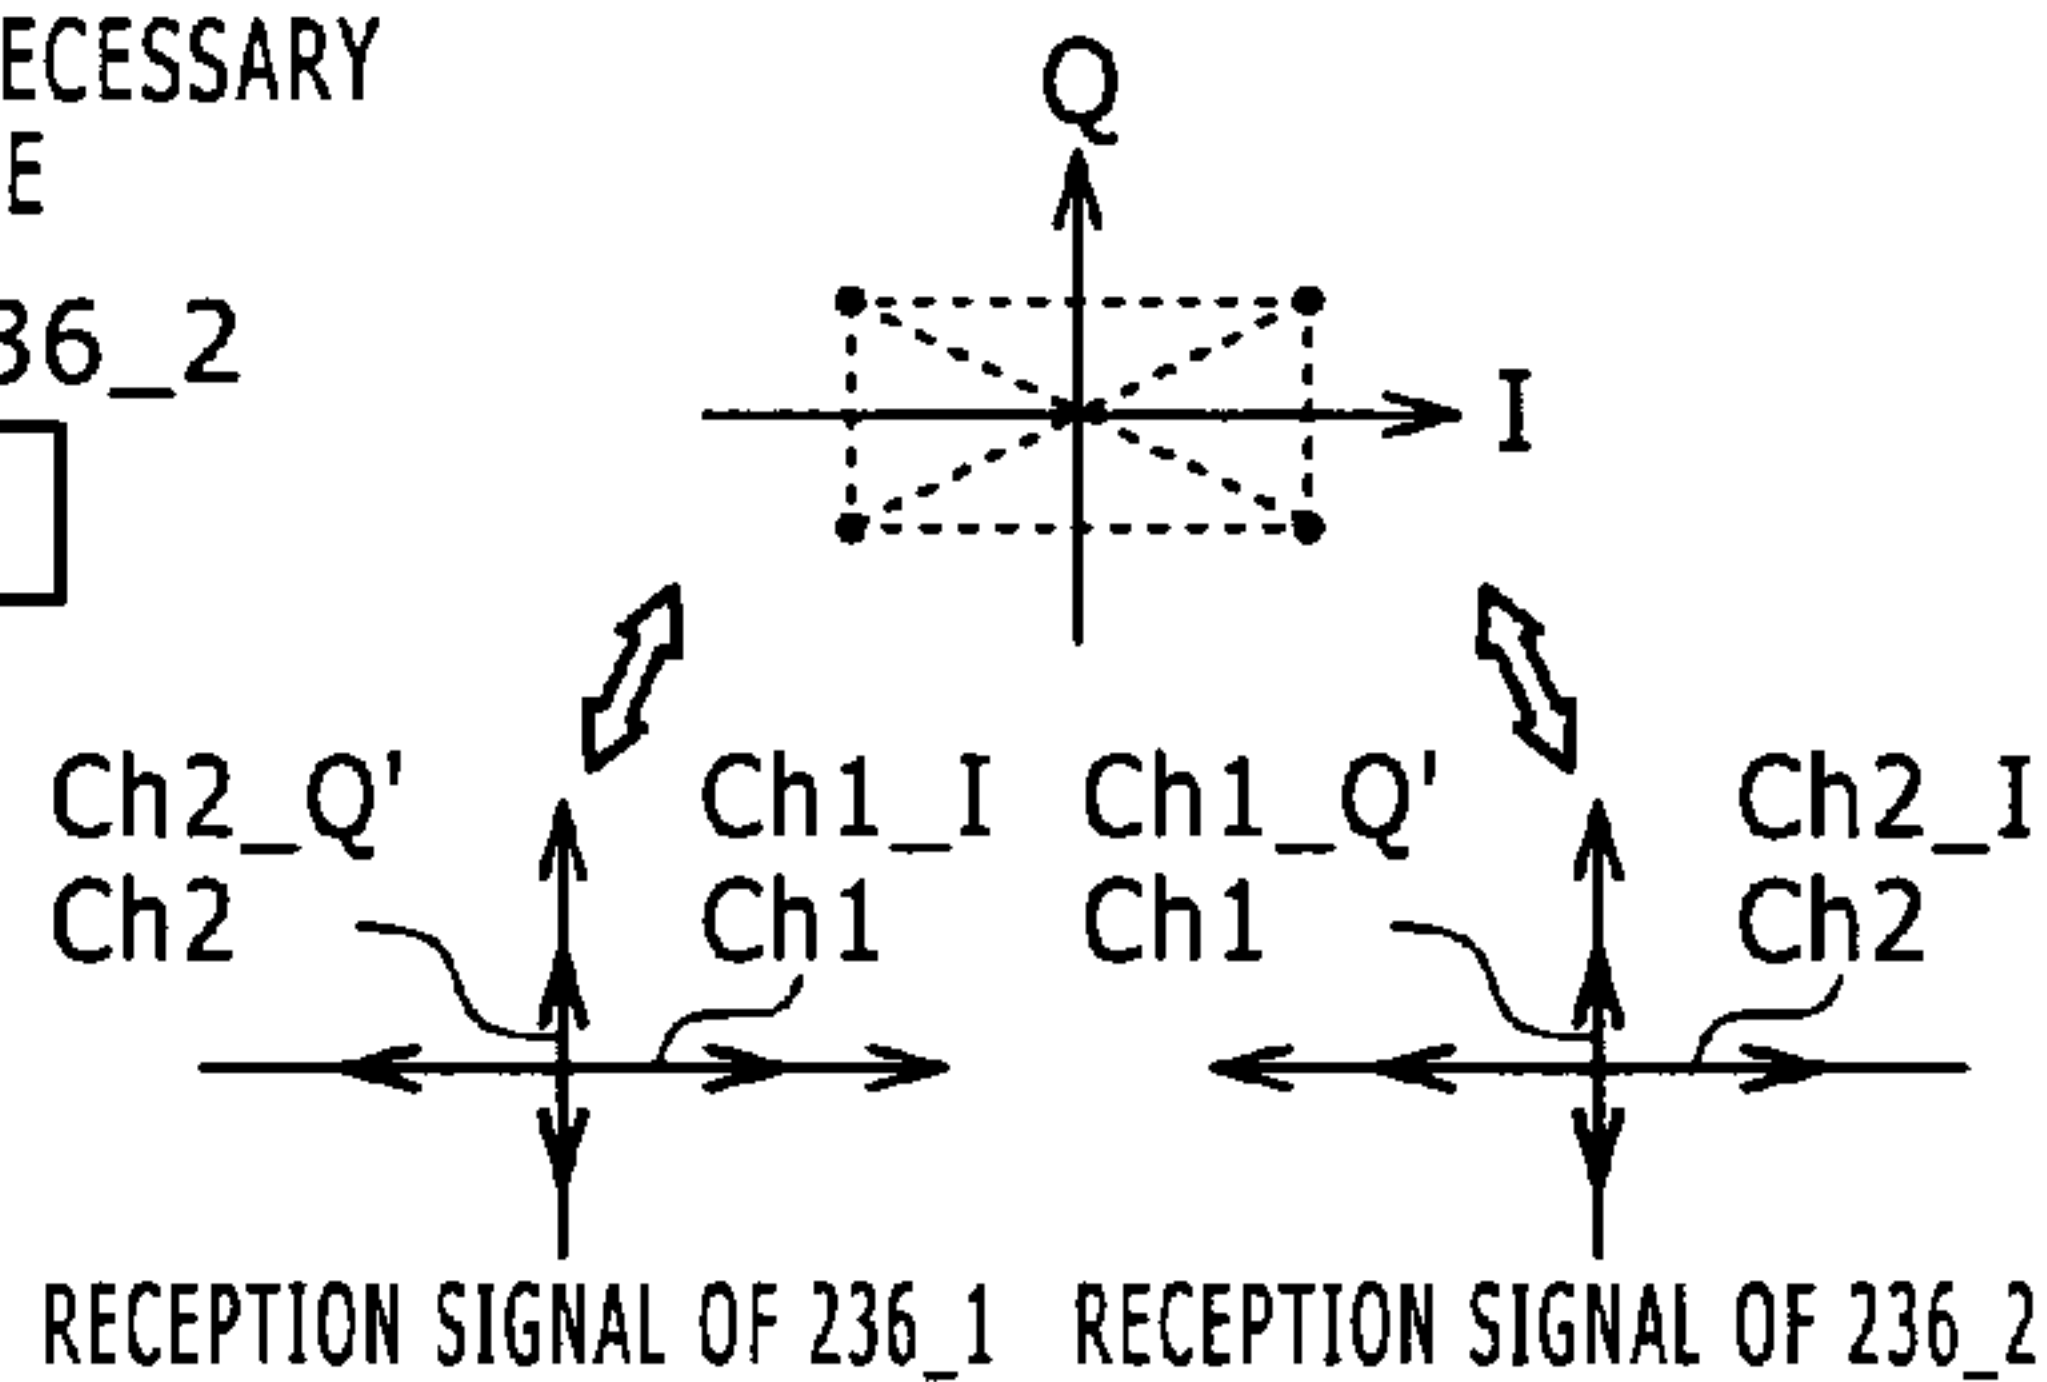 ECESSARY
E
36_2
Q
I
Ch2_Q' Ch1_I Ch1_Q' Ch2_I
Ch2 Ch1 Ch1 Ch2
RECEPTION SIGNAL OF 236_1 RECEPTION SIGNAL OF 236_2